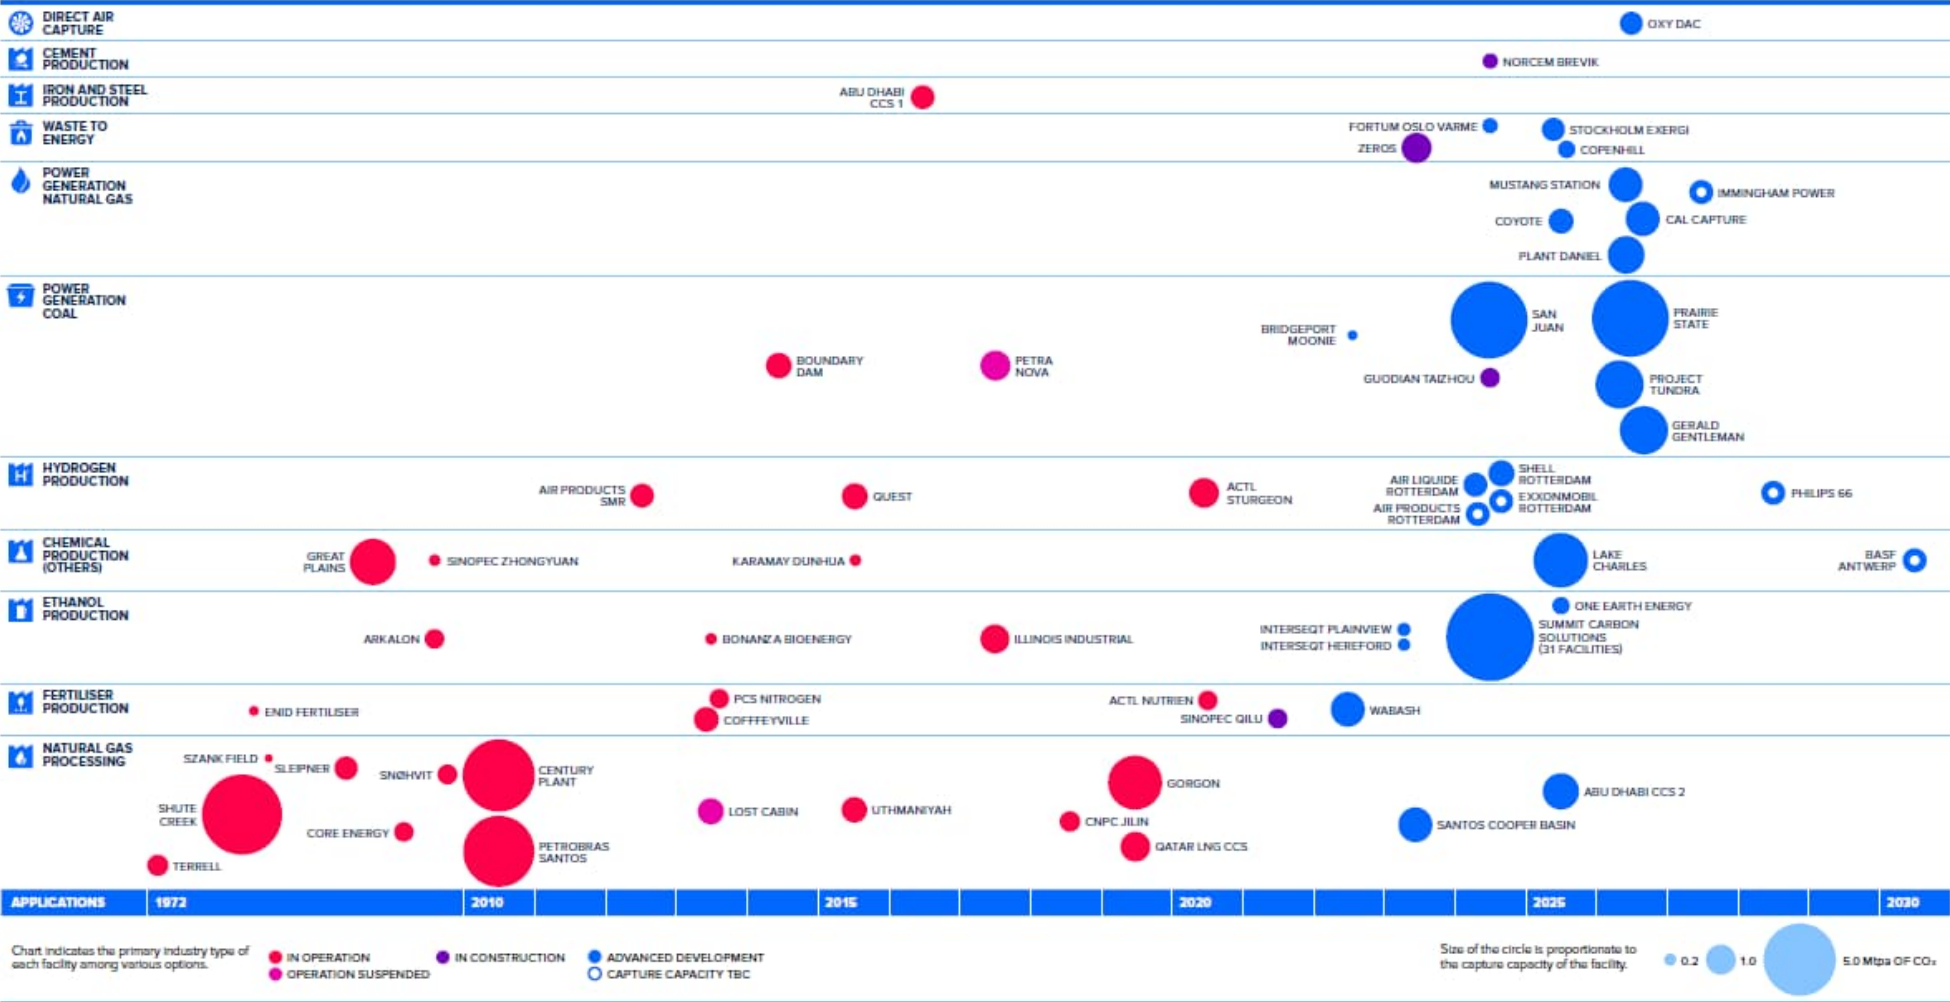 DIRECT AIR
CAPTURE
OXY DAC
CEMENT
PRODUCTION
NORCEM BREVIK
IRON AND STEEL
PRODUCTION
ABU DHABI
CCS 1
WASTE TO
ENERGY
FORTUM OSLO VARME
STOCKHOLM EXERGI
ZEROS
COPENHILL
POWER
GENERATION
NATURAL GAS
MUSTANG STATION
IMMINGHAM POWER
COYOTE
CAL CAPTURE
PLANT DANIEL
POWER
GENERATION
COAL
BOUNDARY
DAM
PETRA
NOVA
BRIDGEPORT
MOONIE
SAN
JUAN
PRAIRIE
STATE
GUODIAN TAIZHOU
PROJECT
TUNDRA
GERALD
GENTLEMAN
HYDROGEN
PRODUCTION
AIR PRODUCTS
SMR
QUEST
ACTL
STURGEON
AIR LIQUIDE
ROTTERDAM
SHELL
ROTTERDAM
AIR PRODUCTS
ROTTERDAM
EXXONMOBIL
ROTTERDAM
PHILIPS 66
CHEMICAL
PRODUCTION
(OTHERS)
GREAT
PLAINS
SINOPEC ZHONGYUAN
KARAMAY DUNHUA
LAKE
CHARLES
BASF
ANTWERP
ETHANOL
PRODUCTION
ARKALON
BONANZA BIOENERGY
ILLINOIS INDUSTRIAL
INTERSEQT PLAINVIEW
INTERSEQT HEREFORD
ONE EARTH ENERGY
SUMMIT CARBON
SOLUTIONS
(31 FACILITIES)
FERTILISER
PRODUCTION
ENID FERTILISER
PCS NITROGEN
COFFFEYVILLE
ACTL NUTRIEN
SINOPEC QILU
WABASH
NATURAL GAS
PROCESSING
SZANK FIELD
SLEIPNER
SNØHVIT
CENTURY
PLANT
SHUTE
CREEK
CORE ENERGY
PETROBRAS
SANTOS
TERRELL
LOST CABIN
UTHMANIYAH
GORGON
CNPC JILIN
QATAR LNG CCS
ABU DHABI CCS 2
SANTOS COOPER BASIN
APPLICATIONS 1972 2010 2015 2020 2025 2030
Chart indicates the primary industry type of
each facility among various options.
IN OPERATION
OPERATION SUSPENDED
IN CONSTRUCTION
ADVANCED DEVELOPMENT
CAPTURE CAPACITY TBC
Size of the circle is proportionate to
the capture capacity of the facility.
0.2 1.0 5.0 Mtpa OF CO₂